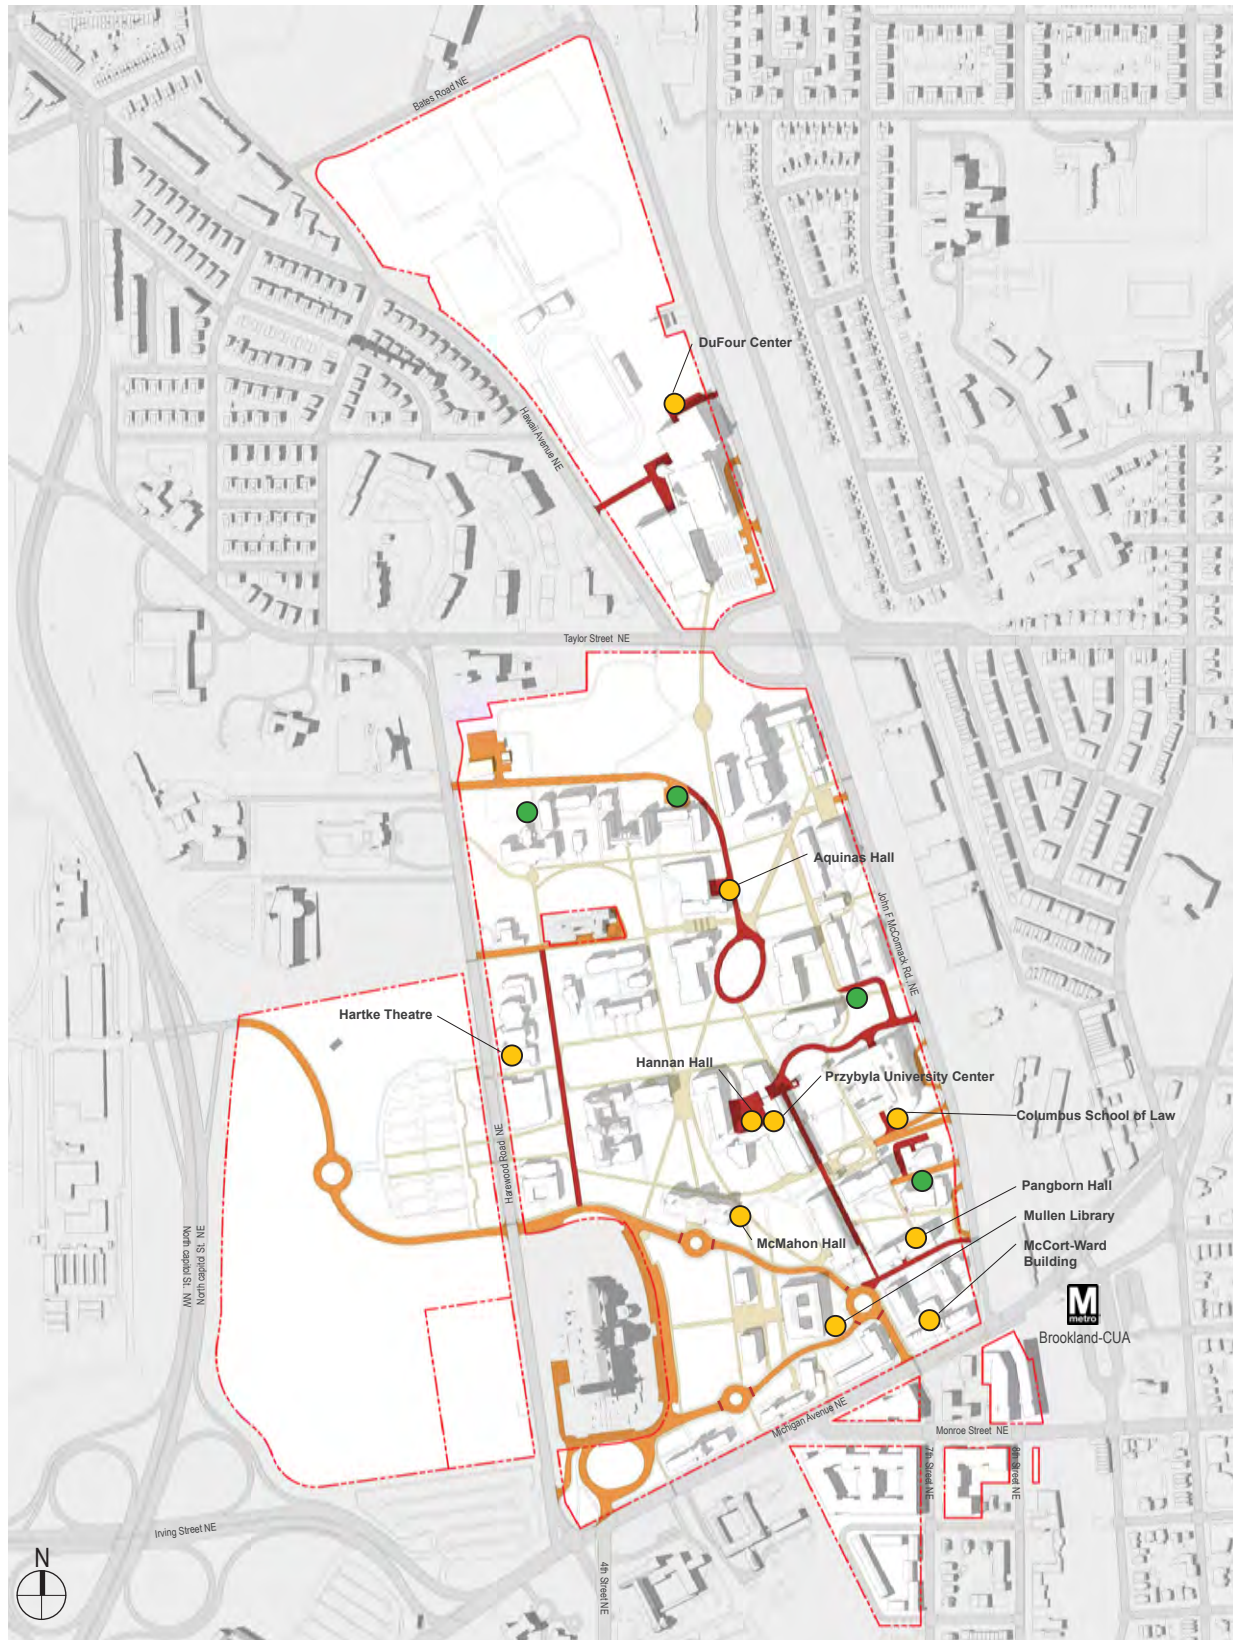 Bates Road NE
DuFour Center
Hawaii Avenue NE
Taylor Street NE
Aquinas Hall
John F McCormack Rd ,NE
Hartke Theatre
Hannan Hall
Przybyla University Center
Columbus School of Law
Harewood Road NE
Pangborn Hall
Mullen Library
McMahon Hall
McCort-Ward
Building
North capitol St. NW
North capitol St. NE
M
metro
Brookland-CUA
Michigan Avenue NE
Monroe Street NE
7th Street NE
8th Street NE
Irving Street NE
N
4th Street NE